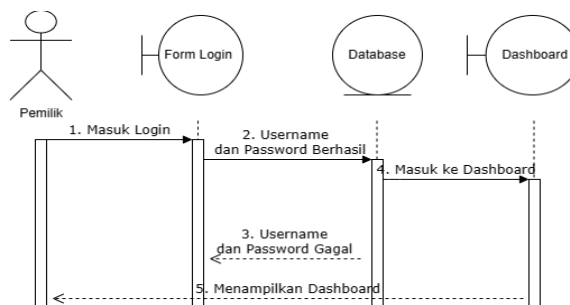 Form Login
Database
Dashboard
Pemilik
1. Masuk Login
2. Username
dan Password Berhasil
4. Masuk ke Dashboard
3. Username
dan Password Gagal
5. Menampilkan Dashboard